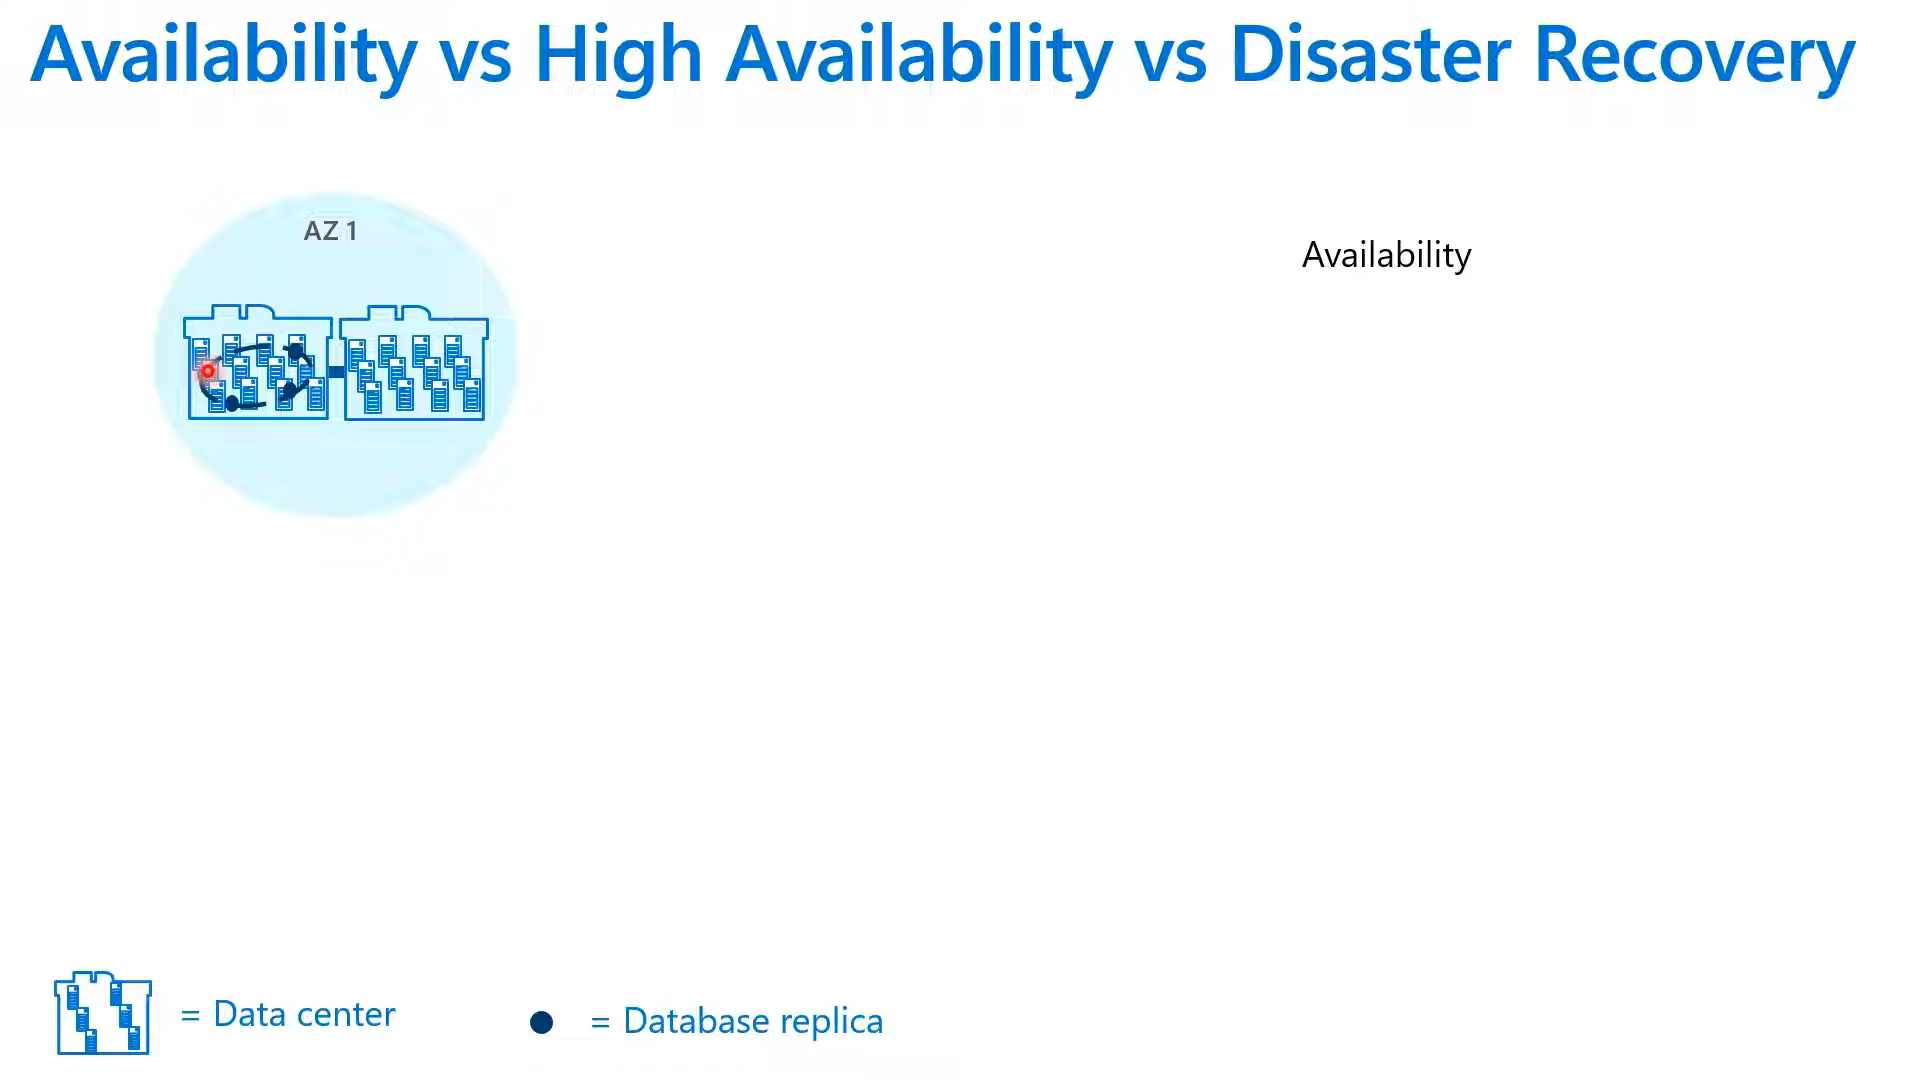 Availability vs High Availability vs Disaster Recovery
AZ 1
Availability
= Data center
= Database replica